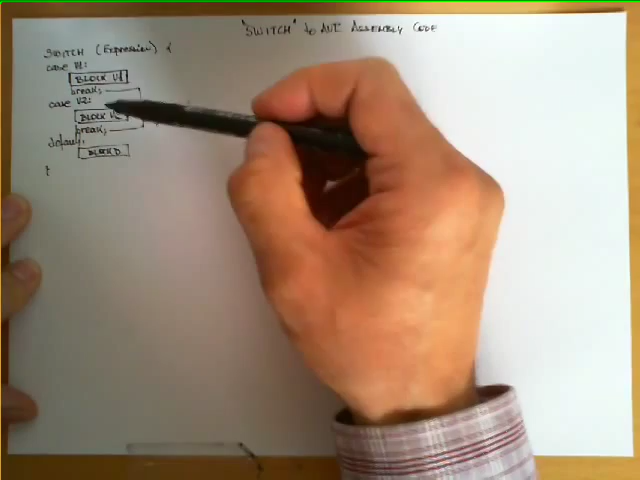 "SWITCH" to AVR ASSEMBLY CODE
SWITCH (Expression) {
case V1:
BLOCK V1
break;
case V2:
BLOCK V2
break;
default:
BLOCK D
}